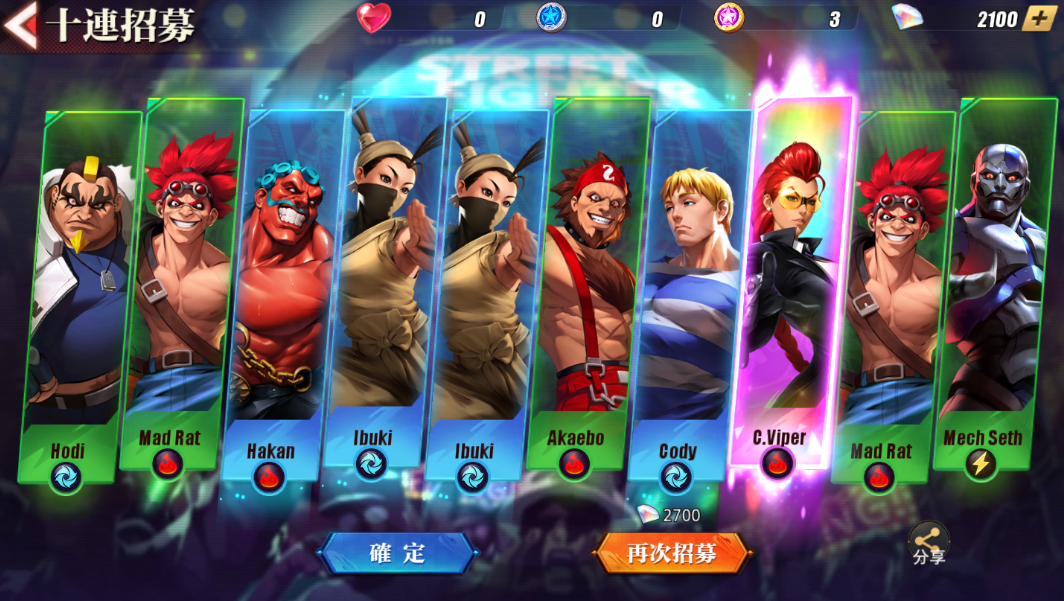 十連招募
0
0
3
2100
STREET
FIGHTER
Hodi
Mad Rat
Hakan
Ibuki
Ibuki
Akaebo
Cody
C.Viper
Mad Rat
Mech Seth
2700
確定
再次招募
分享